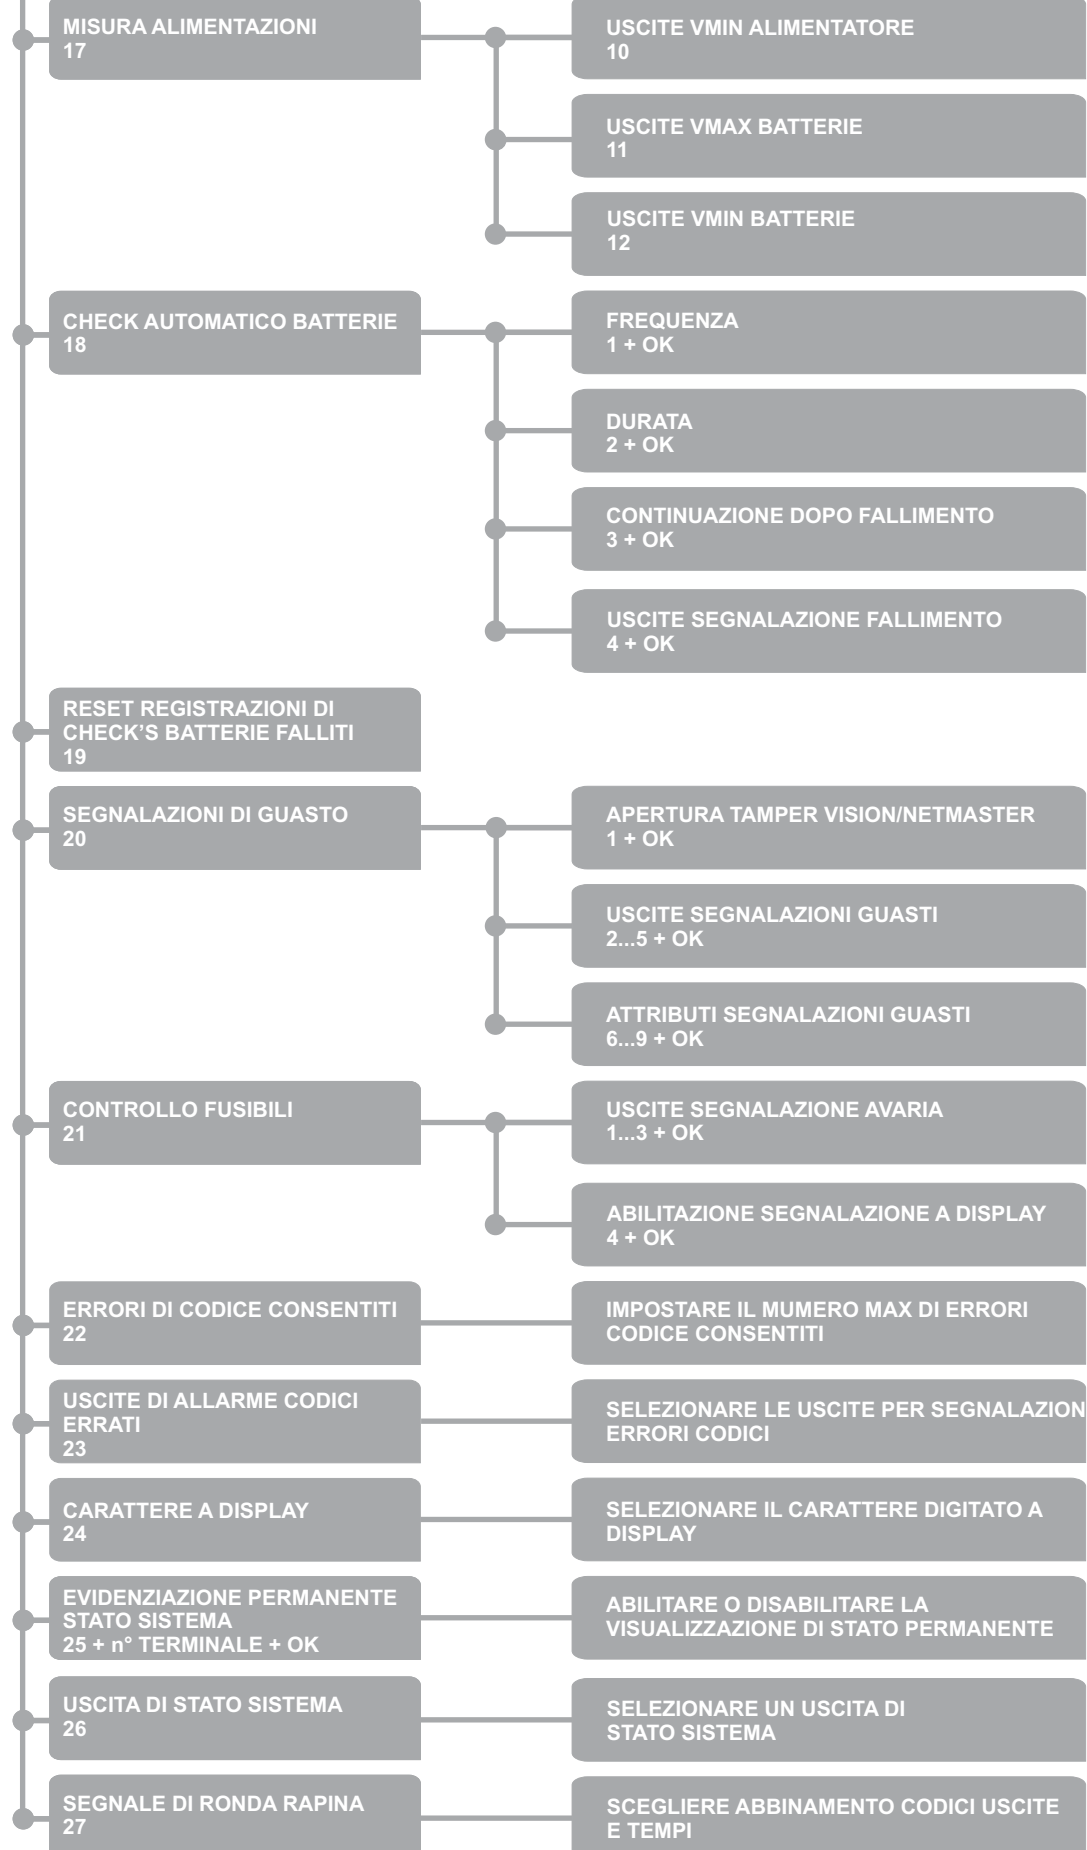 MISURA ALIMENTAZIONI
17
USCITE VMIN ALIMENTATORE
10
USCITE VMAX BATTERIE
11
USCITE VMIN BATTERIE
12
CHECK AUTOMATICO BATTERIE
18
FREQUENZA
1 + OK
DURATA
2 + OK
CONTINUAZIONE DOPO FALLIMENTO
3 + OK
USCITE SEGNALAZIONE FALLIMENTO
4 + OK
RESET REGISTRAZIONI DI
CHECK'S BATTERIE FALLITI
19
SEGNALAZIONI DI GUASTO
20
APERTURA TAMPER VISION/NETMASTER
1 + OK
USCITE SEGNALAZIONI GUASTI
2...5 + OK
ATTRIBUTI SEGNALAZIONI GUASTI
6...9 + OK
CONTROLLO FUSIBILI
21
USCITE SEGNALAZIONE AVARIA
1...3 + OK
ABILITAZIONE SEGNALAZIONE A DISPLAY
4 + OK
ERRORI DI CODICE CONSENTITI
22
IMPOSTARE IL MUMERO MAX DI ERRORI
CODICE CONSENTITI
USCITE DI ALLARME CODICI
ERRATI
23
SELEZIONARE LE USCITE PER SEGNALAZION
ERRORI CODICI
CARATTERE A DISPLAY
24
SELEZIONARE IL CARATTERE DIGITATO A
DISPLAY
EVIDENZIAZIONE PERMANENTE
STATO SISTEMA
25 + n° TERMINALE + OK
ABILITARE O DISABILITARE LA
VISUALIZZAZIONE DI STATO PERMANENTE
USCITA DI STATO SISTEMA
26
SELEZIONARE UN USCITA DI
STATO SISTEMA
SEGNALE DI RONDA RAPINA
27
SCEGLIERE ABBINAMENTO CODICI USCITE
E TEMPI